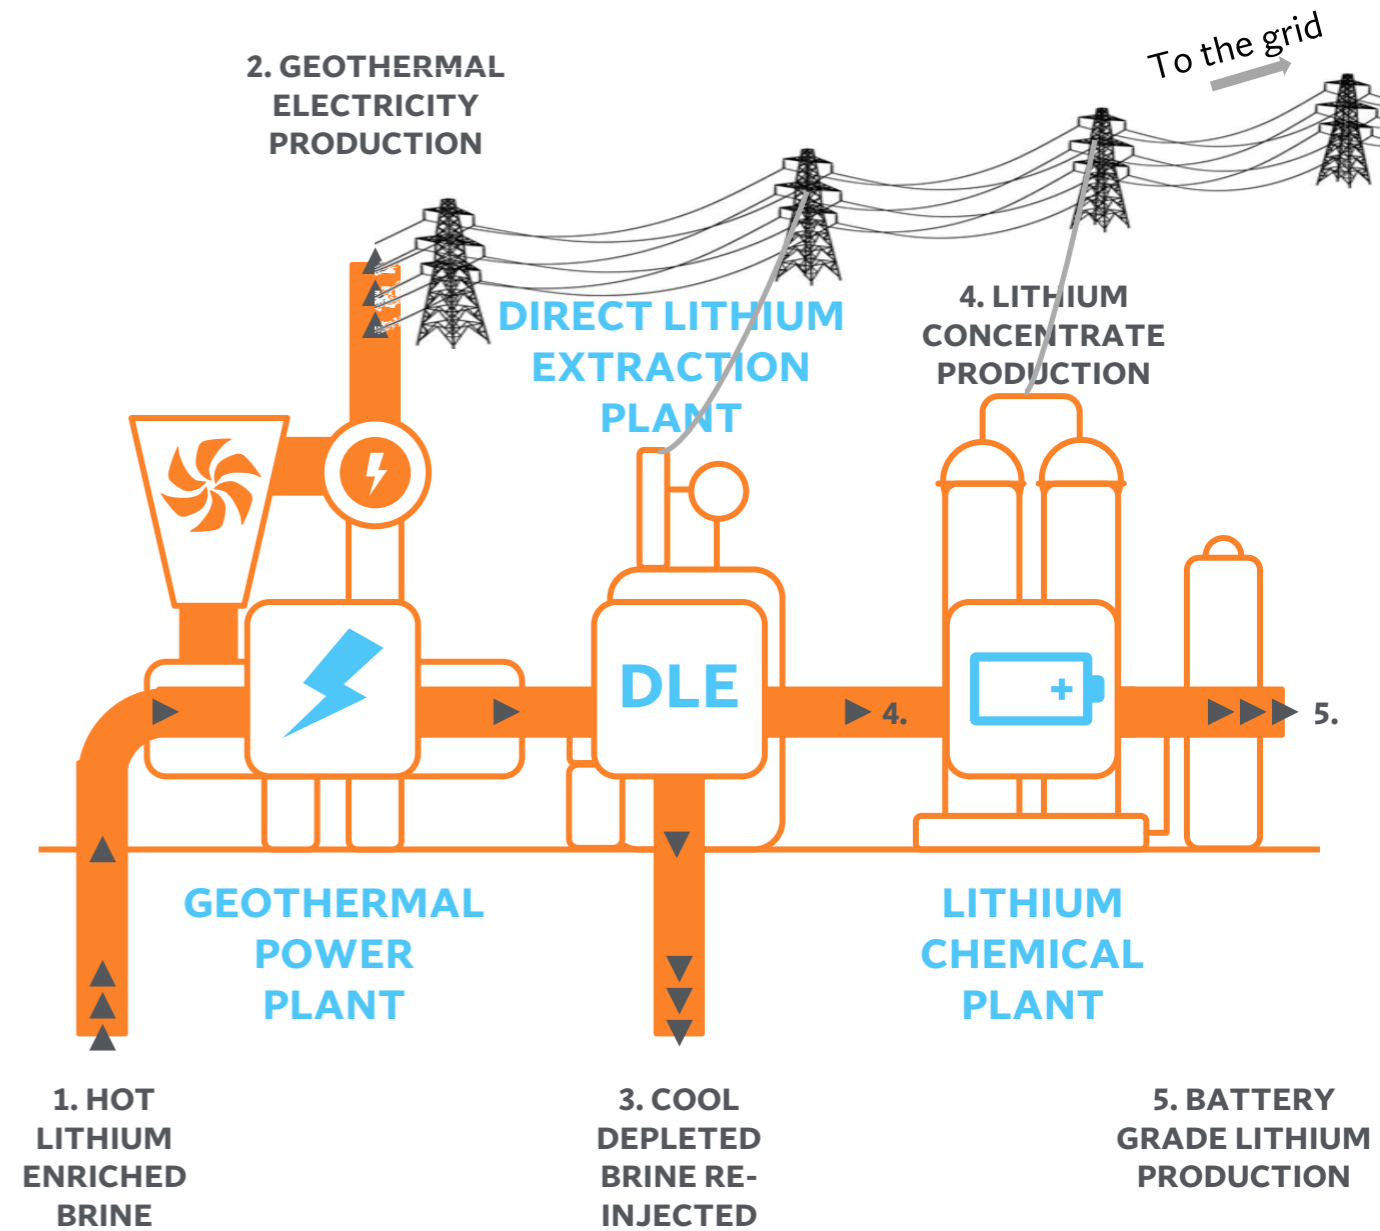 To the grid
2. GEOTHERMAL
ELECTRICITY
PRODUCTION
DIRECT LITHIUM
EXTRACTION
PLANT
4. LITHIUM
CONCENTRATE
PRODUCTION
DLE
4.
+
5.
GEOTHERMAL
POWER
PLANT
LITHIUM
CHEMICAL
PLANT
1. HOT
LITHIUM
ENRICHED
BRINE
3. COOL
DEPLETED
BRINE RE-
INJECTED
5. BATTERY
GRADE LITHIUM
PRODUCTION